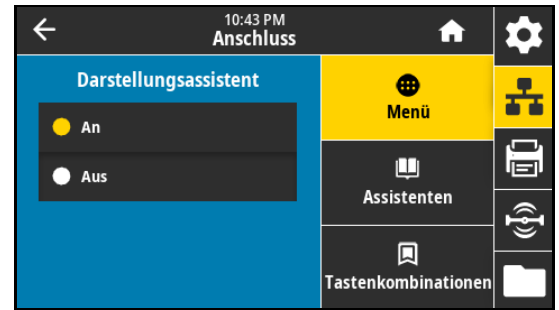 10:43 PM
Anschluss
Darstellungsassistent
An
Aus
Menü
Assistenten
Tastenkombinationen